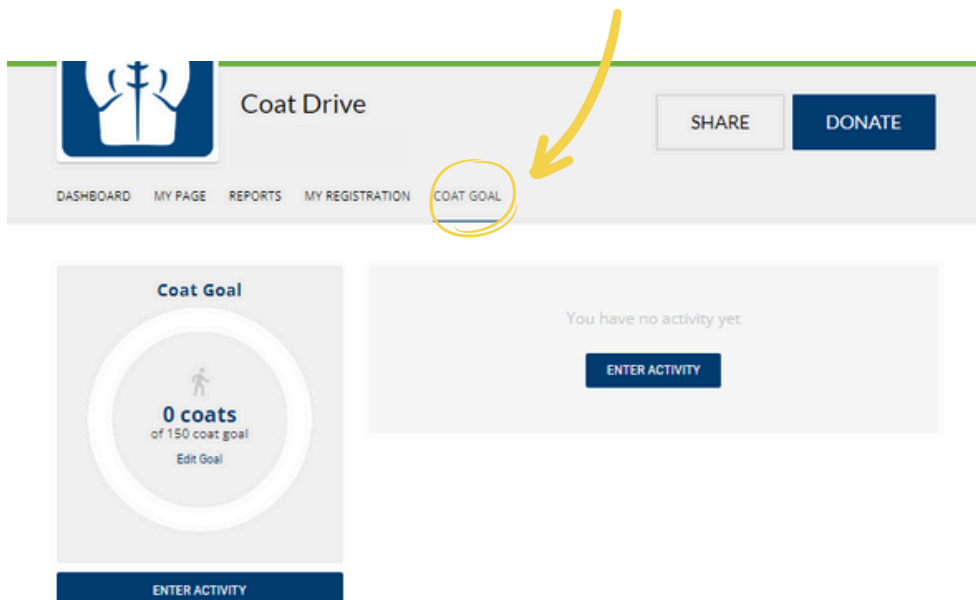 Coat Drive
SHARE
DONATE
DASHBOARD MY PAGE REPORTS MY REGISTRATION COAT GOAL
Coat Goal
0 coats
of 150 coat goal
Edit Goal
ENTER ACTIVITY
You have no activity yet
ENTER ACTIVITY